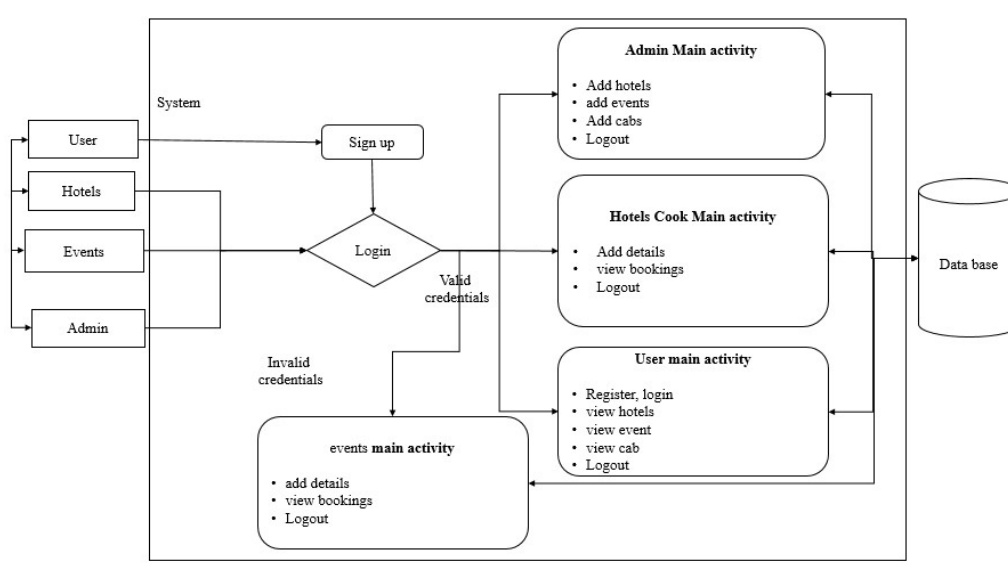 System
User
Hotels
Events
Admin
Sign up
Login
Valid
credentials
Invalid
credentials
Admin Main activity
• Add hotels
• add events
• Add cabs
• Logout
Hotels Cook Main activity
• Add details
• view bookings
• Logout
User main activity
• Register, login
• view hotels
• view event
• view cab
• Logout
events main activity
• add details
• view bookings
• Logout
Data base